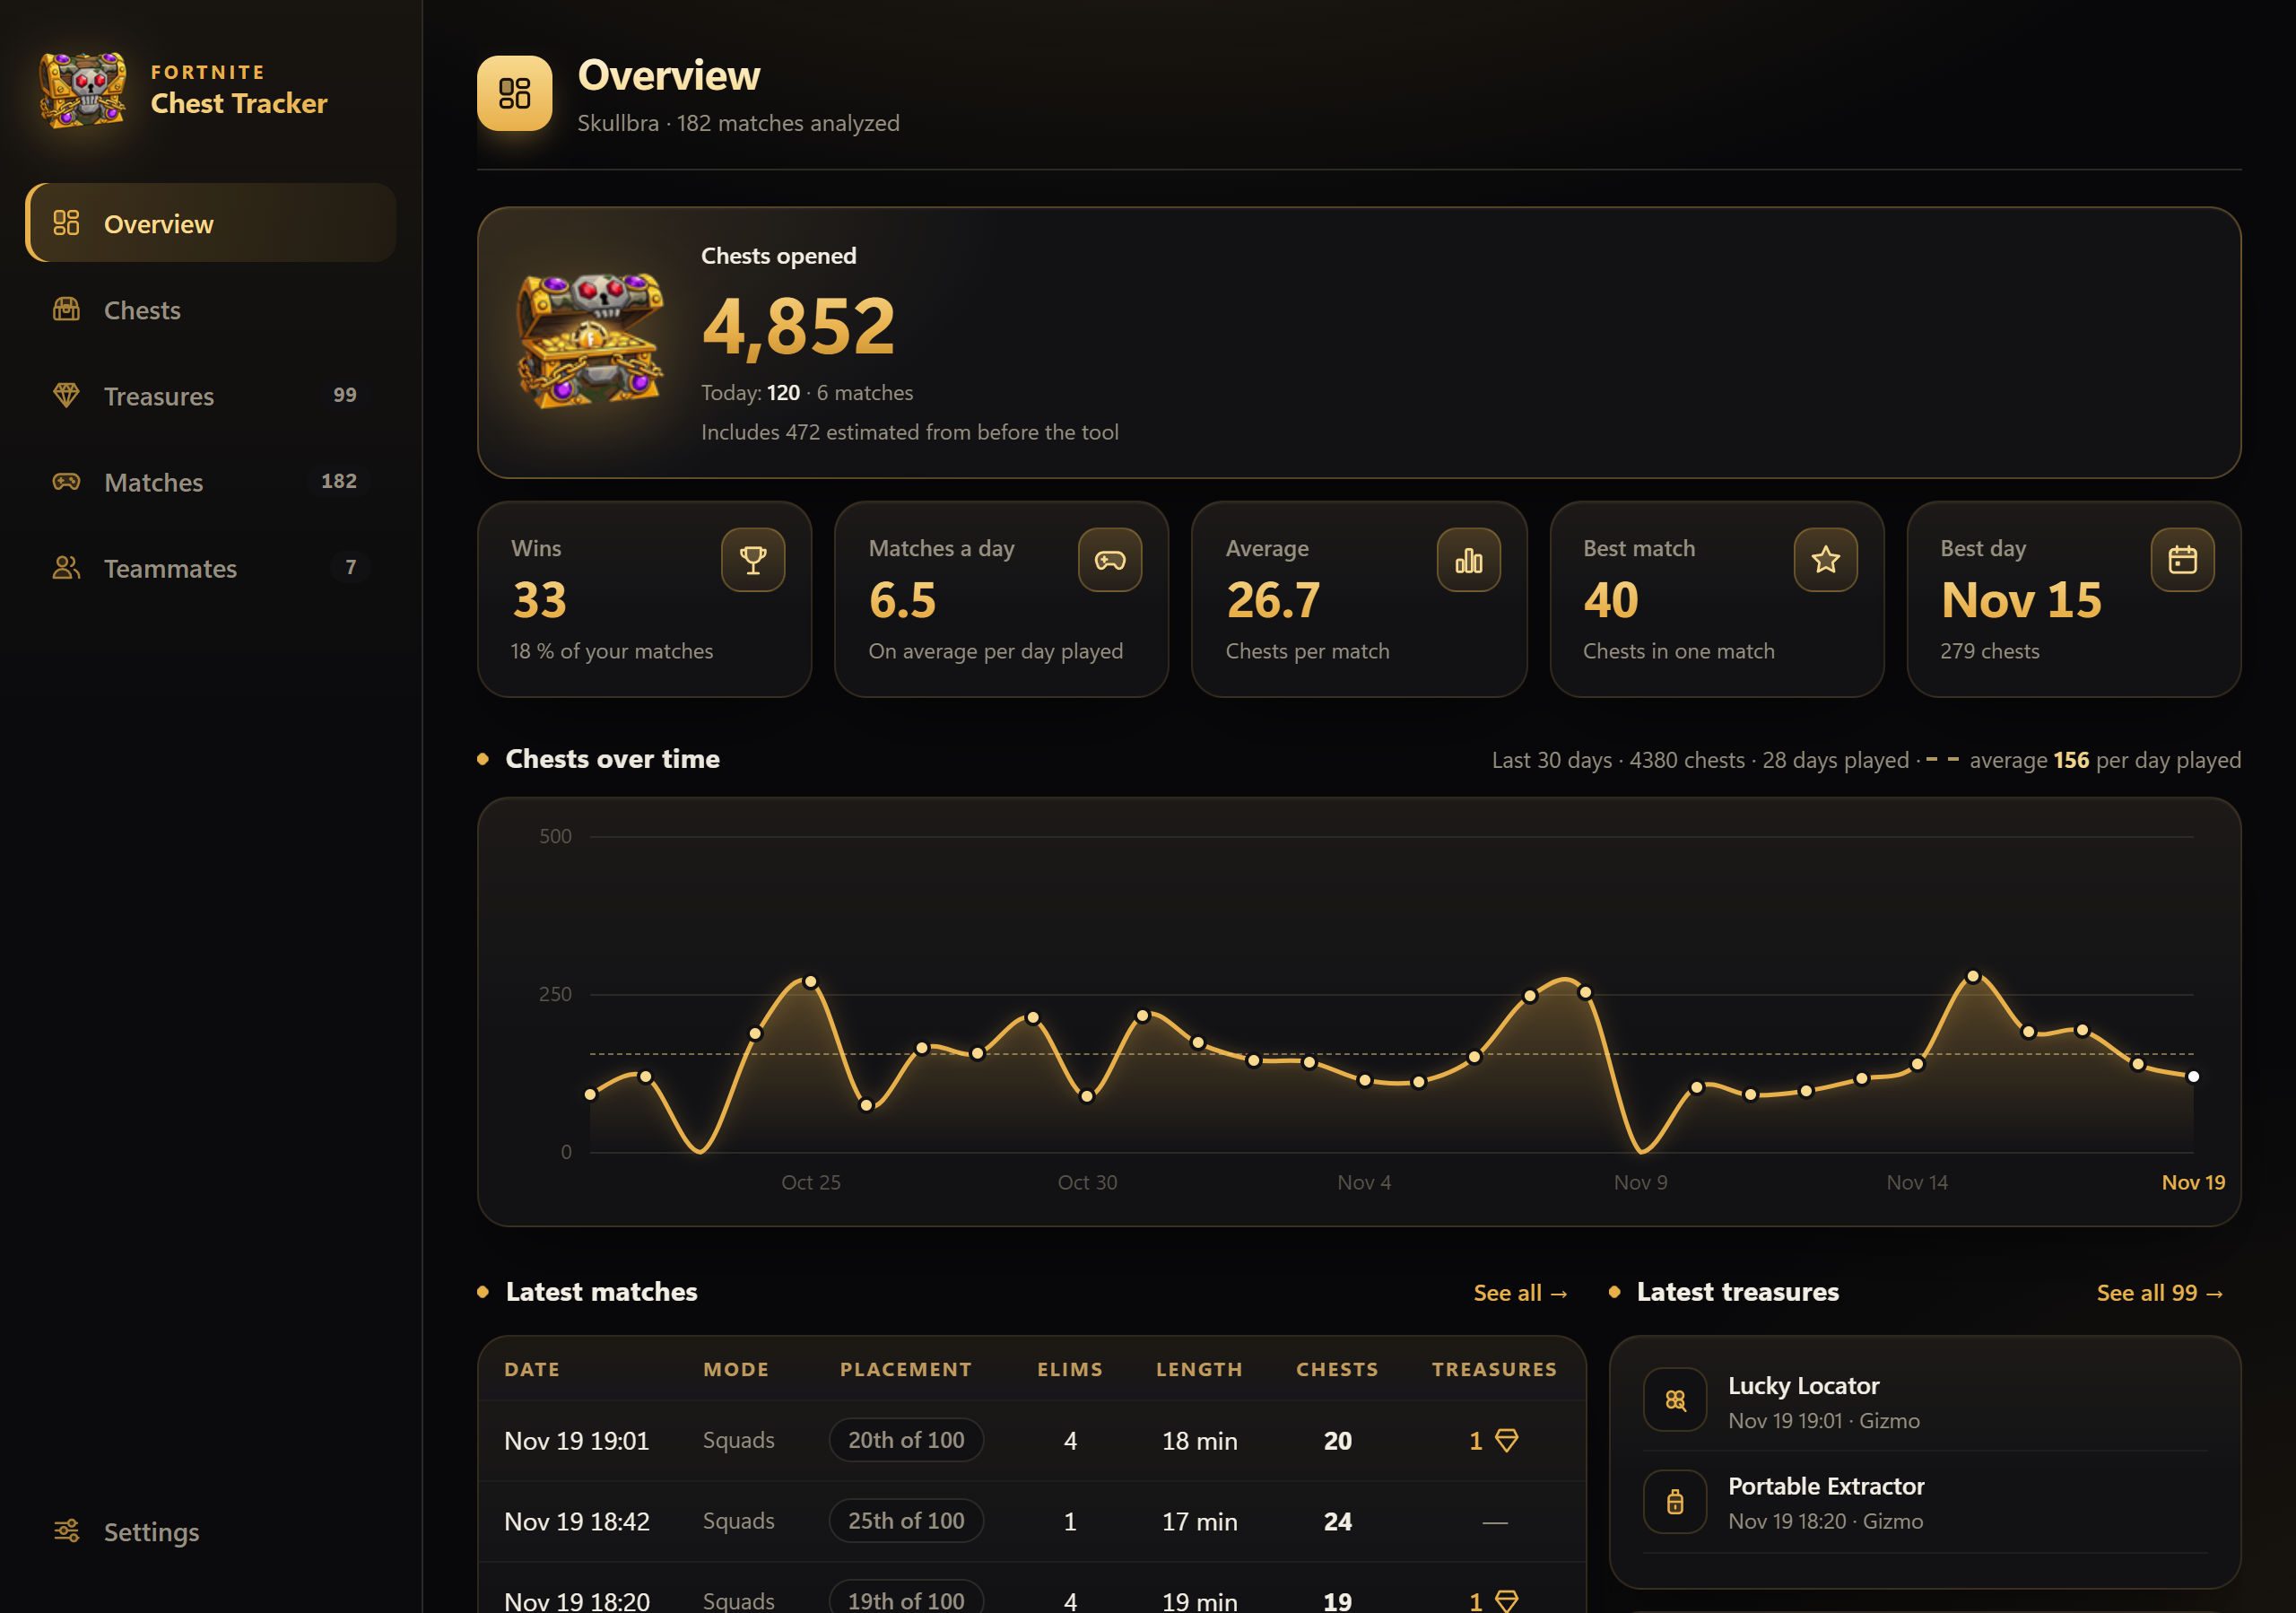 FORTNITE
Chest Tracker
Overview
Chests
Treasures 99
Matches 182
Teammates 7
Settings
Overview
Skullbra · 182 matches analyzed
Chests opened
4,852
Today: 120 · 6 matches
Includes 472 estimated from before the tool
Wins
33
18 % of your matches
Matches a day
6.5
On average per day played
Average
26.7
Chests per match
Best match
40
Chests in one match
Best day
Nov 15
279 chests
Chests over time
Last 30 days · 4380 chests · 28 days played · average 156 per day played
500
250
0
Oct 25 Oct 30 Nov 4 Nov 9 Nov 14 Nov 19
Latest matches See all →
DATE MODE PLACEMENT ELIMS LENGTH CHESTS TREASURES
Nov 19 19:01 Squads 20th of 100 4 18 min 20 1
Nov 19 18:42 Squads 25th of 100 1 17 min 24 —
Nov 19 18:20 Squads 19th of 100 4 19 min 19 1
Latest treasures See all 99 →
Lucky Locator
Nov 19 19:01 · Gizmo
Portable Extractor
Nov 19 18:20 · Gizmo